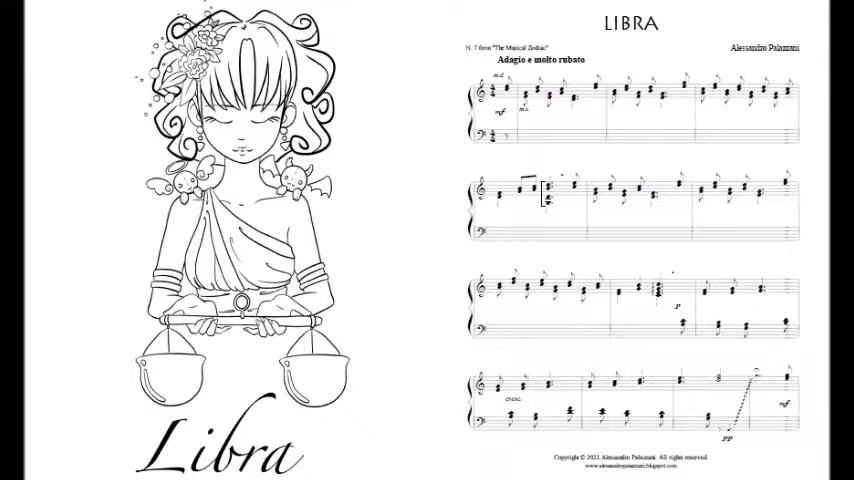 Libra
LIBRA
N. 7 from "The Musical Zodiac"
Alessandro Palazzani
Adagio e molto rubato
m.d
mf
m.s.
p
cresc.
mf
pp
Copyright © 2021 Alessandro Palazzani. All rights reserved.
www.alessandropalazzani.blogspot.com